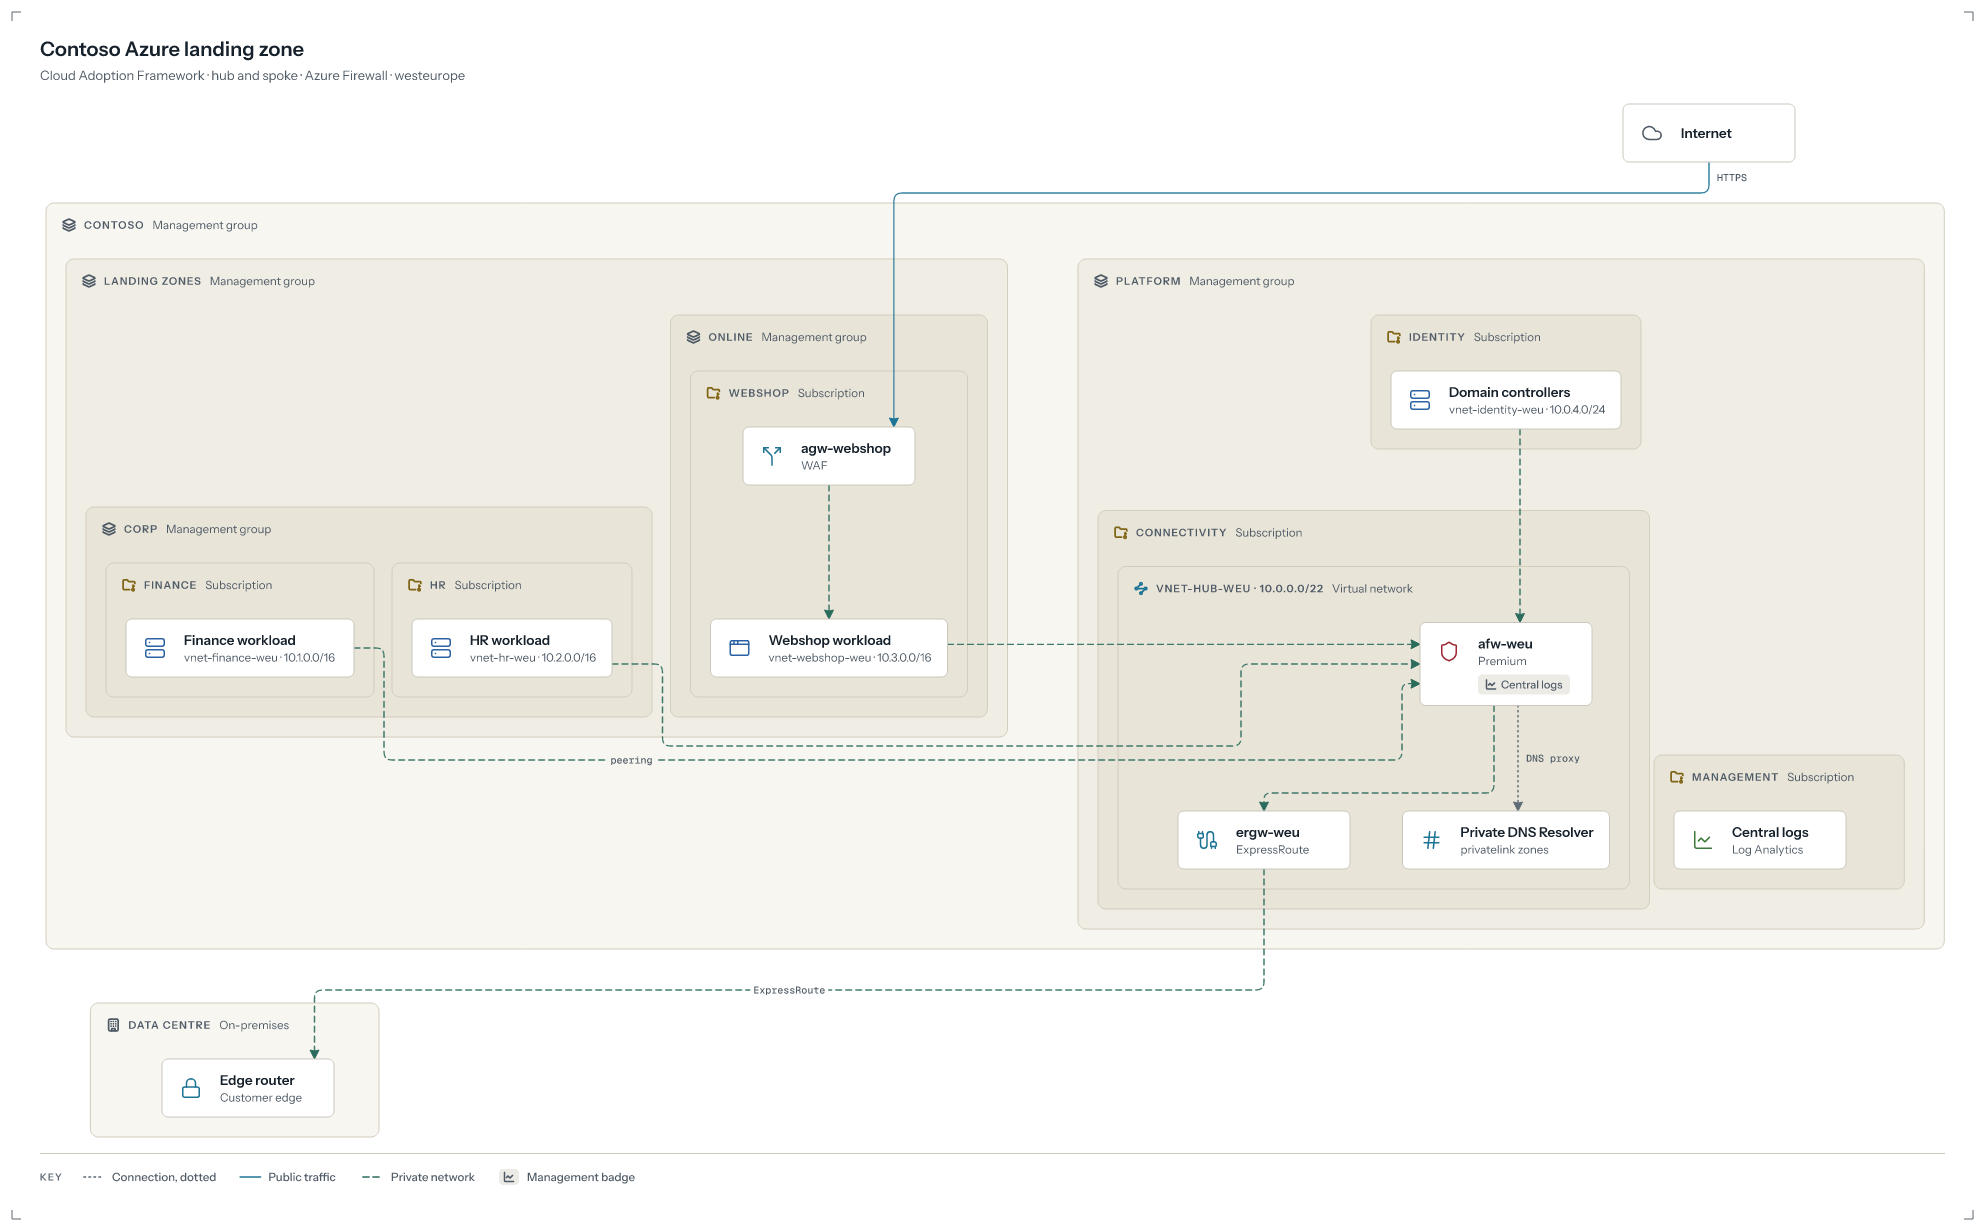 Contoso Azure landing zone
Cloud Adoption Framework · hub and spoke · Azure Firewall · westeurope
Internet
HTTPS
CONTOSO Management group
LANDING ZONES Management group
PLATFORM Management group
ONLINE Management group
IDENTITY Subscription
WEBSHOP Subscription
Domain controllers
vnet-identity-weu · 10.0.4.0/24
agw-webshop
WAF
CORP Management group
CONNECTIVITY Subscription
FINANCE Subscription
HR Subscription
VNET-HUB-WEU · 10.0.0.0/22 Virtual network
Finance workload
vnet-finance-weu · 10.1.0.0/16
HR workload
vnet-hr-weu · 10.2.0.0/16
Webshop workload
vnet-webshop-weu · 10.3.0.0/16
afw-weu
Premium
Central logs
peering
DNS proxy
MANAGEMENT Subscription
ergw-weu
ExpressRoute
Private DNS Resolver
privatelink zones
Central logs
Log Analytics
ExpressRoute
DATA CENTRE On-premises
Edge router
Customer edge
KEY Connection, dotted Public traffic Private network Management badge